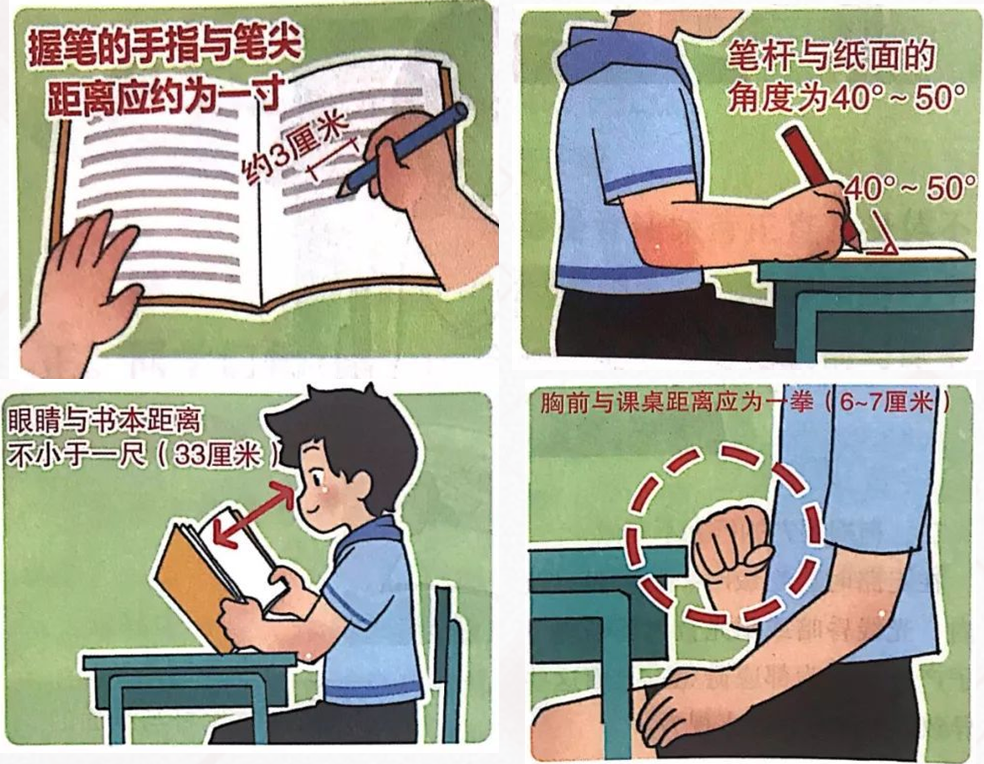 握笔的手指与笔尖
距离应约为一寸
约3厘米
笔杆与纸面的
角度为40°~50°
40°~50°
眼睛与书本距离
不小于一尺（33厘米）
胸前与课桌距离应为一拳（6~7厘米）